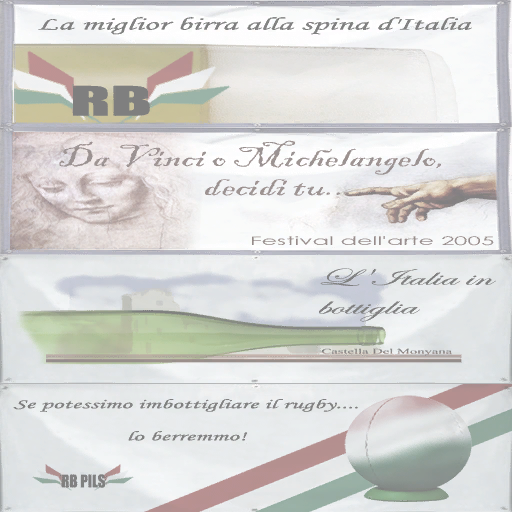 La miglior birra alla spina d'Italia
RB
Da Vinci o Michelangelo,
decidi tu...
Festival dell'arte 2005
L'Italia in
bottiglia
Castella Del Monyana
Se potessimo imbottigliare il rugby....
lo berremmo!
RB PILS